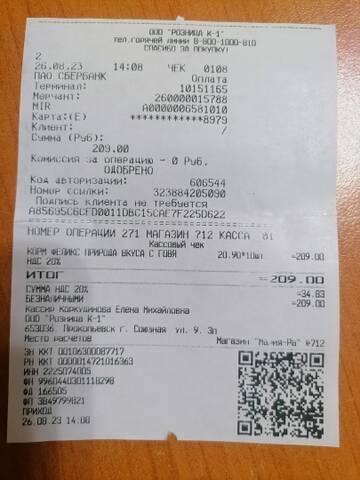 ООО "РОЗНИЦА К-1"
тел.горячей линии 8-800-1000-810
СПАСИБО ЗА ПОКУПКУ!
2
26.08.23 14:08 ЧЕК 0108
ПАО СБЕРБАНК Оплата
Терминал: 10151165
Мерчант: 260000015788
MIR A0000006581010
Карта:(E) ************8979
Клиент: /
Сумма (Руб):
209.00
Комиссия за операцию - 0 Руб.
ОДОБРЕНО
Код авторизации: 606544
Номер ссылки: 323884205090
Подпись клиента не требуется
A85695C6CFD0011DBC15CAE7F225D622
НОМЕР ОПЕРАЦИИ 271 МАГАЗИН 712 КАССА 01
Кассовый чек
КОРМ ФЕЛИКС ПРИРОДА ВКУСА С ГОВЯ 20.90*10шт =209.00
НДС 20%
ИТОГ =209.00
СУММА НДС 20% =34.83
БЕЗНАЛИЧНЫМИ =209.00
Кассир Коркудинова Елена Михайловна
ООО "Розница К-1"
653036, Прокопьевск г. Союзная ул. 9. 3п
Место расчетов Магазин "Мария-Ра" №712
ЗН ККТ 00106300087717
РН ККТ 0000014721016363
ИНН 2225074005
ФН 9960440301118298
ФД 166505
ФП 3849799821
ПРИХОД
26.08.23 14:08